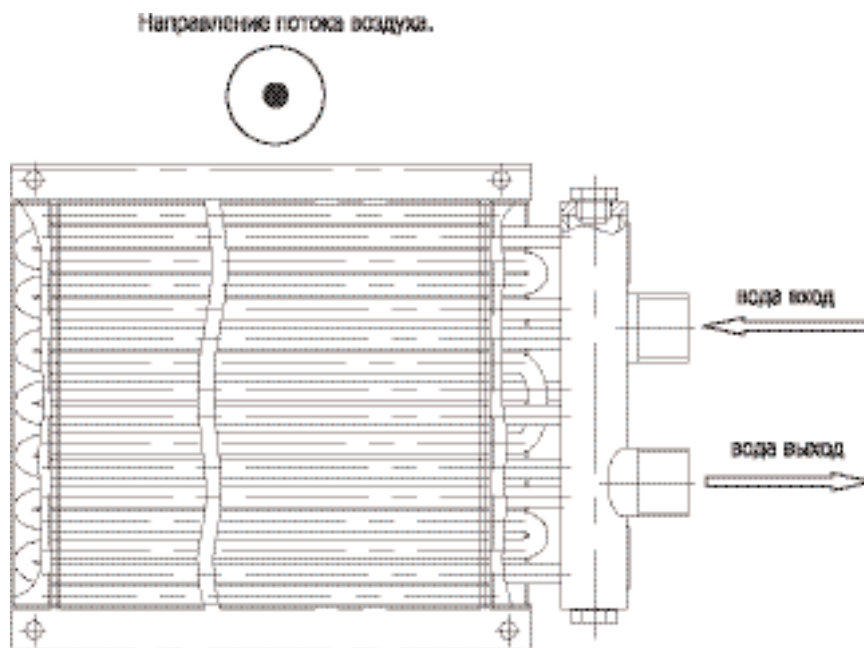 Направление потока воздуха.
вода вход
вода выход